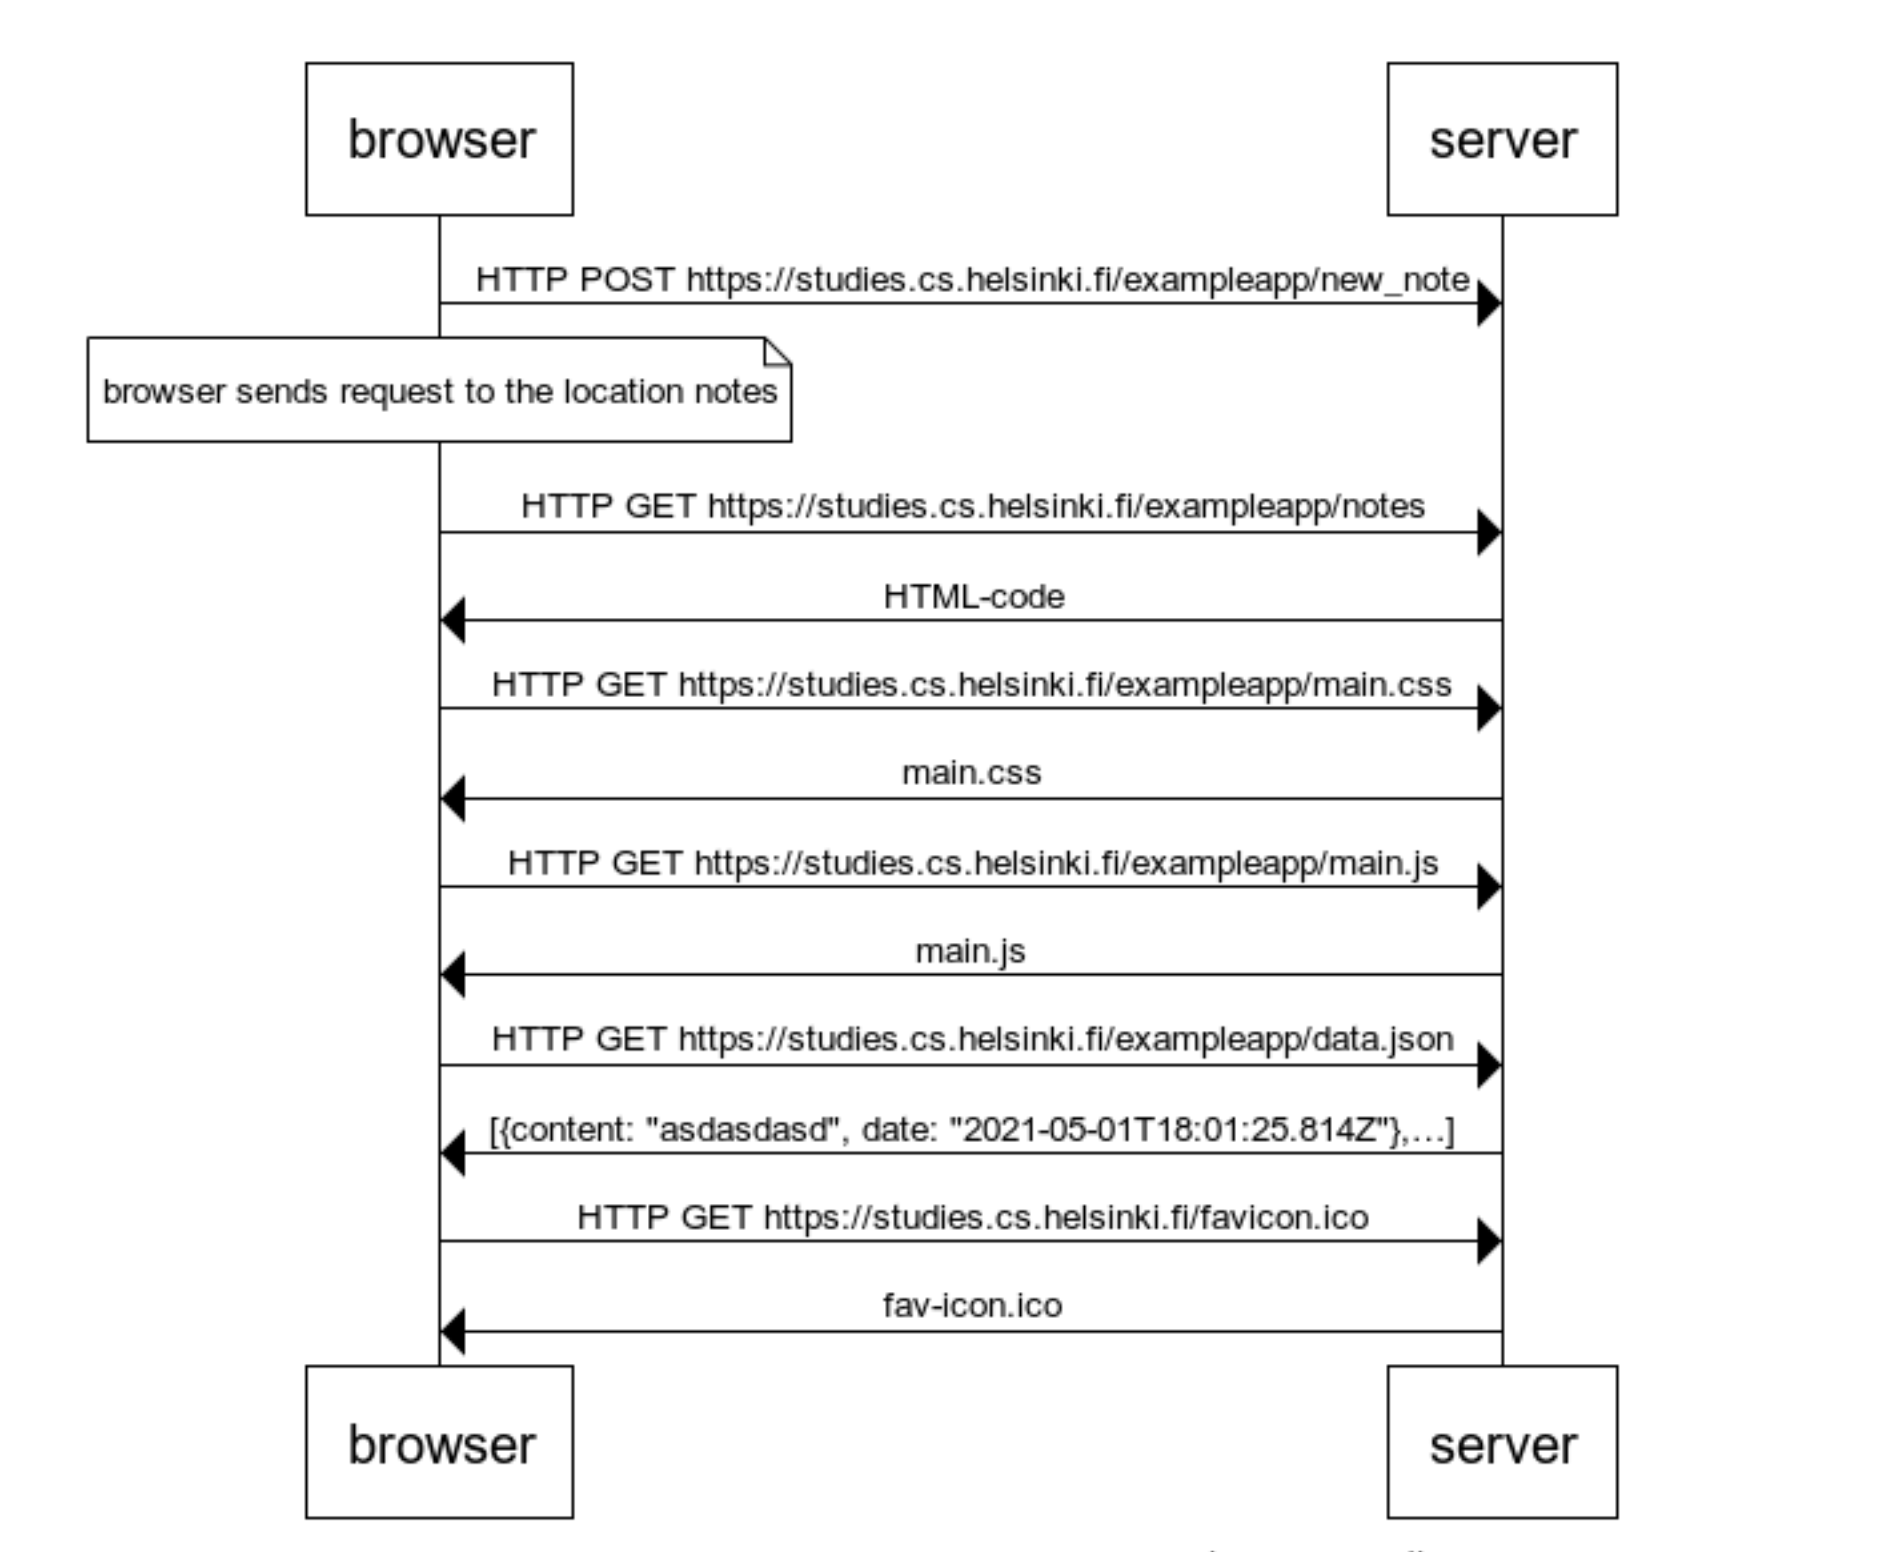 browser
server
HTTP POST https://studies.cs.helsinki.fi/exampleapp/new_note
browser sends request to the location notes
HTTP GET https://studies.cs.helsinki.fi/exampleapp/notes
HTML-code
HTTP GET https://studies.cs.helsinki.fi/exampleapp/main.css
main.css
HTTP GET https://studies.cs.helsinki.fi/exampleapp/main.js
main.js
HTTP GET https://studies.cs.helsinki.fi/exampleapp/data.json
[{content: "asdasdasd", date: "2021-05-01T18:01:25.814Z"},...]
HTTP GET https://studies.cs.helsinki.fi/favicon.ico
fav-icon.ico
browser
server